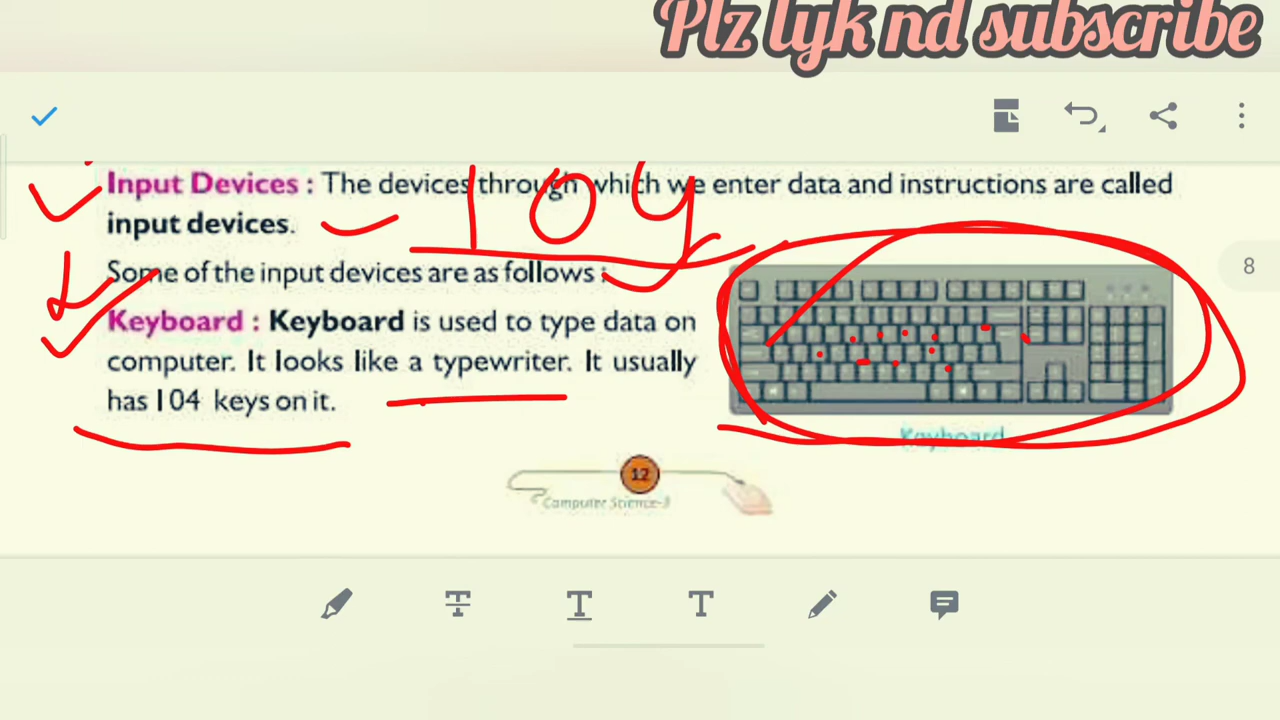 Plz lyk nd subscribe
Input Devices : The devices through which we enter data and instructions are called
input devices.
104
Some of the input devices are as follows :
8
Keyboard : Keyboard is used to type data on
computer. It looks like a typewriter. It usually
has 104 keys on it.
Keyboard
12
Computer Science-3